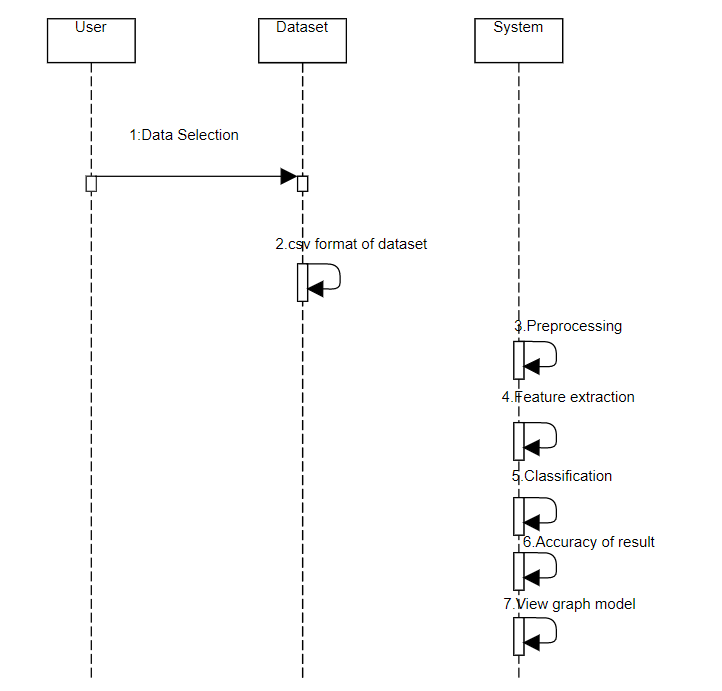 User
Dataset
System
1:Data Selection
2.csv format of dataset
3.Preprocessing
4.Feature extraction
5.Classification
6.Accuracy of result
7.View graph model